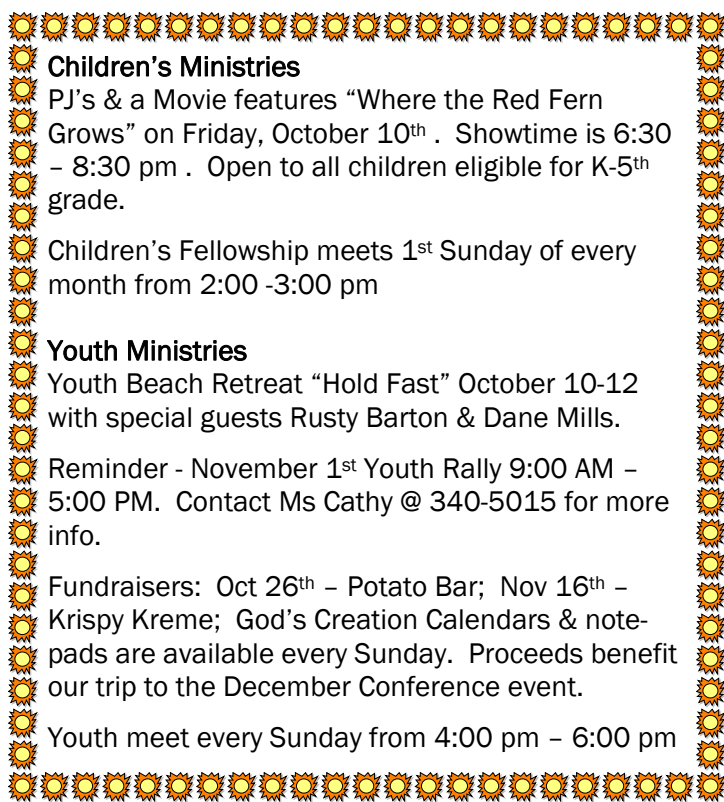 Children's Ministries
PJ's & a Movie features “Where the Red Fern
Grows” on Friday, October 10th .  Showtime is 6:30
– 8:30 pm .  Open to all children eligible for K-5th
grade.
Children's Fellowship meets 1st Sunday of every
month from 2:00 -3:00 pm
Youth Ministries
Youth Beach Retreat “Hold Fast” October 10-12
with special guests Rusty Barton & Dane Mills.
Reminder - November 1st Youth Rally 9:00 AM –
5:00 PM.  Contact Ms Cathy @ 340-5015 for more
info.
Fundraisers:  Oct 26th – Potato Bar;  Nov 16th –
Krispy Kreme;  God's Creation Calendars & note-
pads are available every Sunday.  Proceeds benefit
our trip to the December Conference event.
Youth meet every Sunday from 4:00 pm – 6:00 pm